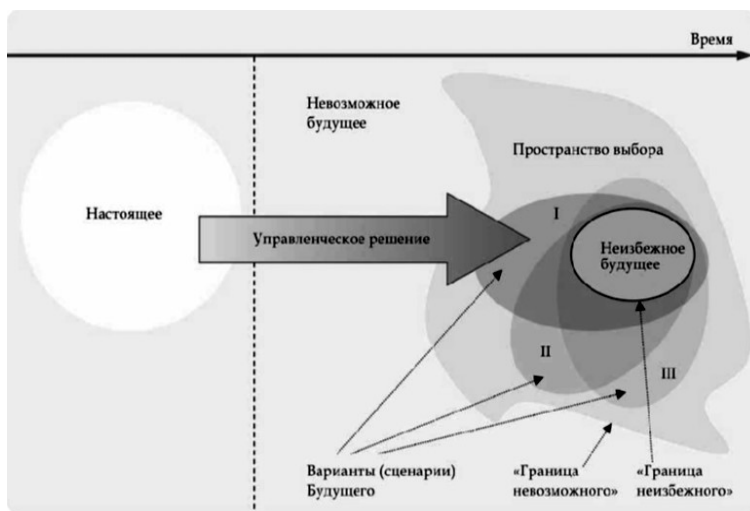 Время
Невозможное
будущее
Пространство выбора
Настоящее
I
Управленческое решение
Неизбежное
будущее
II
III
Варианты (сценарии)
Будущего
«Граница
невозможного»
«Граница
неизбежного»